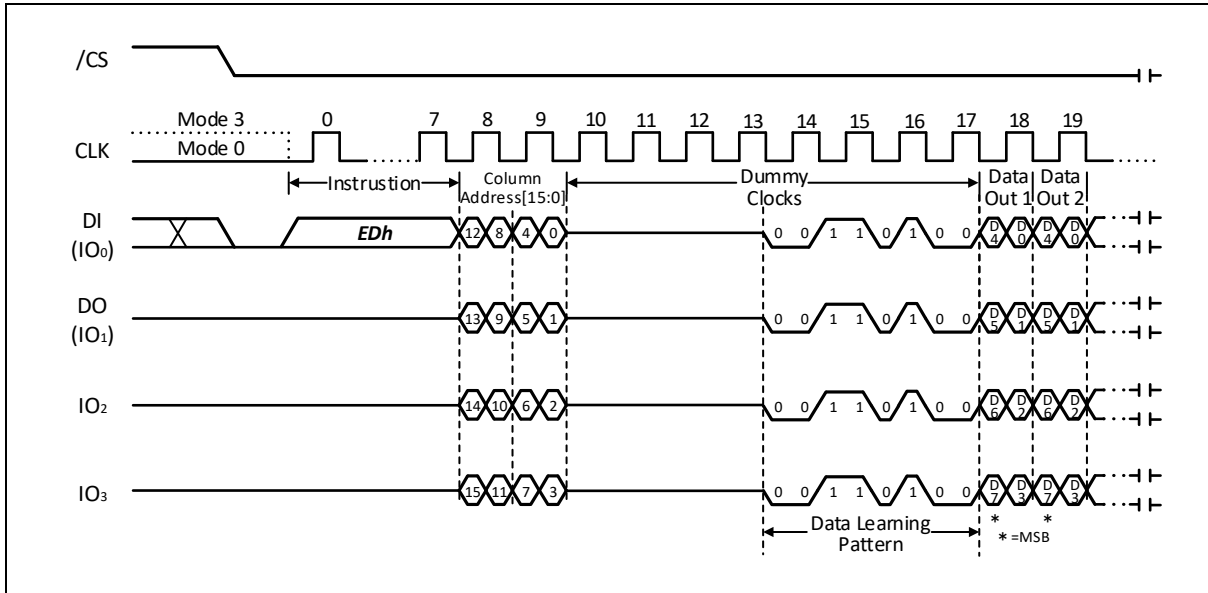 /CS
Mode 3 0 7 8 9 10 11 12 13 14 15 16 17 18 19
CLK Mode 0
Instrustion Column Address[15:0] Dummy Clocks Data Out 1 Data Out 2
DI (IO0) EDh 12 8 4 0 0 0 1 1 0 1 0 0 D4 D0 D4 D0
DO (IO1) 13 9 5 1 0 0 1 1 0 1 0 0 D5 D1 D5 D1
IO2 14 10 6 2 0 0 1 1 0 1 0 0 D6 D2 D6 D2
IO3 15 11 7 3 0 0 1 1 0 1 0 0 D7 D3 D7 D3
Data Learning Pattern * *
* =MSB